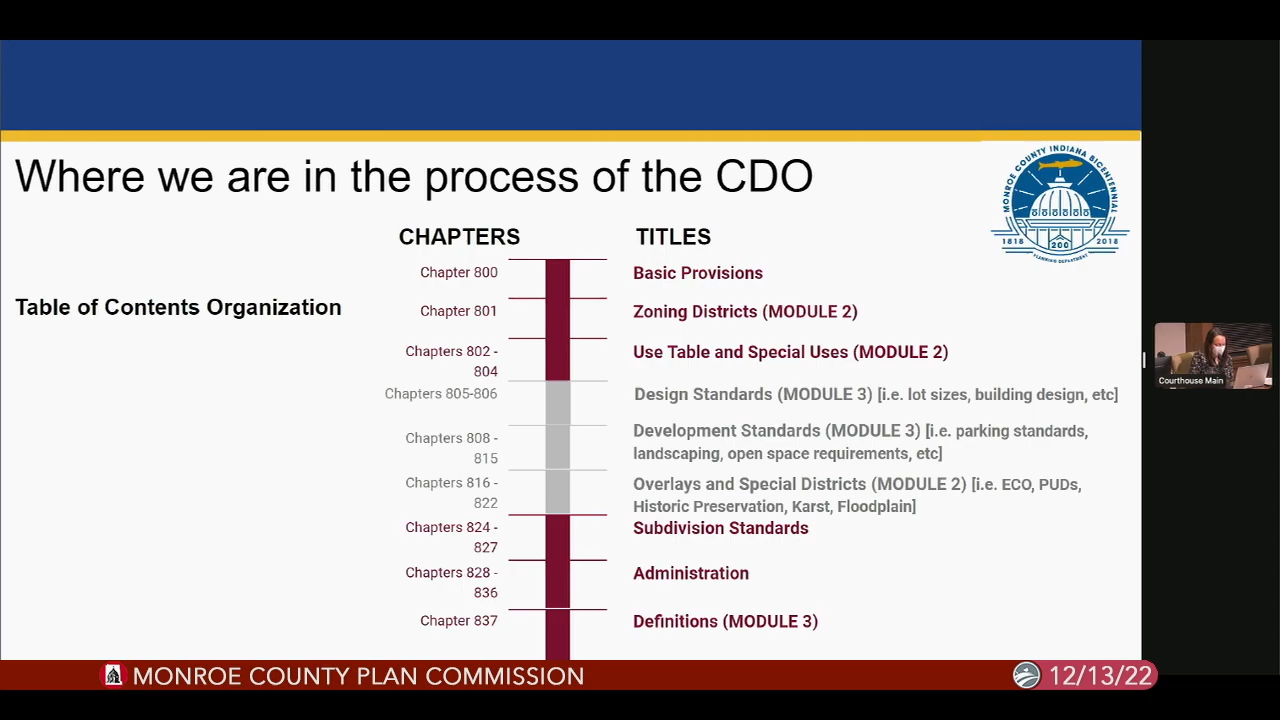 Where we are in the process of the CDO
MONROE COUNTY INDIANA BICENTENNIAL
1818
200
2018
PLANNING DEPARTMENT
CHAPTERS
TITLES
Table of Contents Organization
Chapter 800
Basic Provisions
Chapter 801
Zoning Districts (MODULE 2)
Chapters 802 -
804
Use Table and Special Uses (MODULE 2)
Chapters 805-806
Design Standards (MODULE 3) [i.e. lot sizes, building design, etc]
Chapters 808 -
815
Development Standards (MODULE 3) [i.e. parking standards,
landscaping, open space requirements, etc]
Chapters 816 -
822
Overlays and Special Districts (MODULE 2) [i.e. ECO, PUDs,
Historic Preservation, Karst, Floodplain]
Chapters 824 -
827
Subdivision Standards
Chapters 828 -
836
Administration
Chapter 837
Definitions (MODULE 3)
Courthouse Main
MONROE COUNTY PLAN COMMISSION
12/13/22